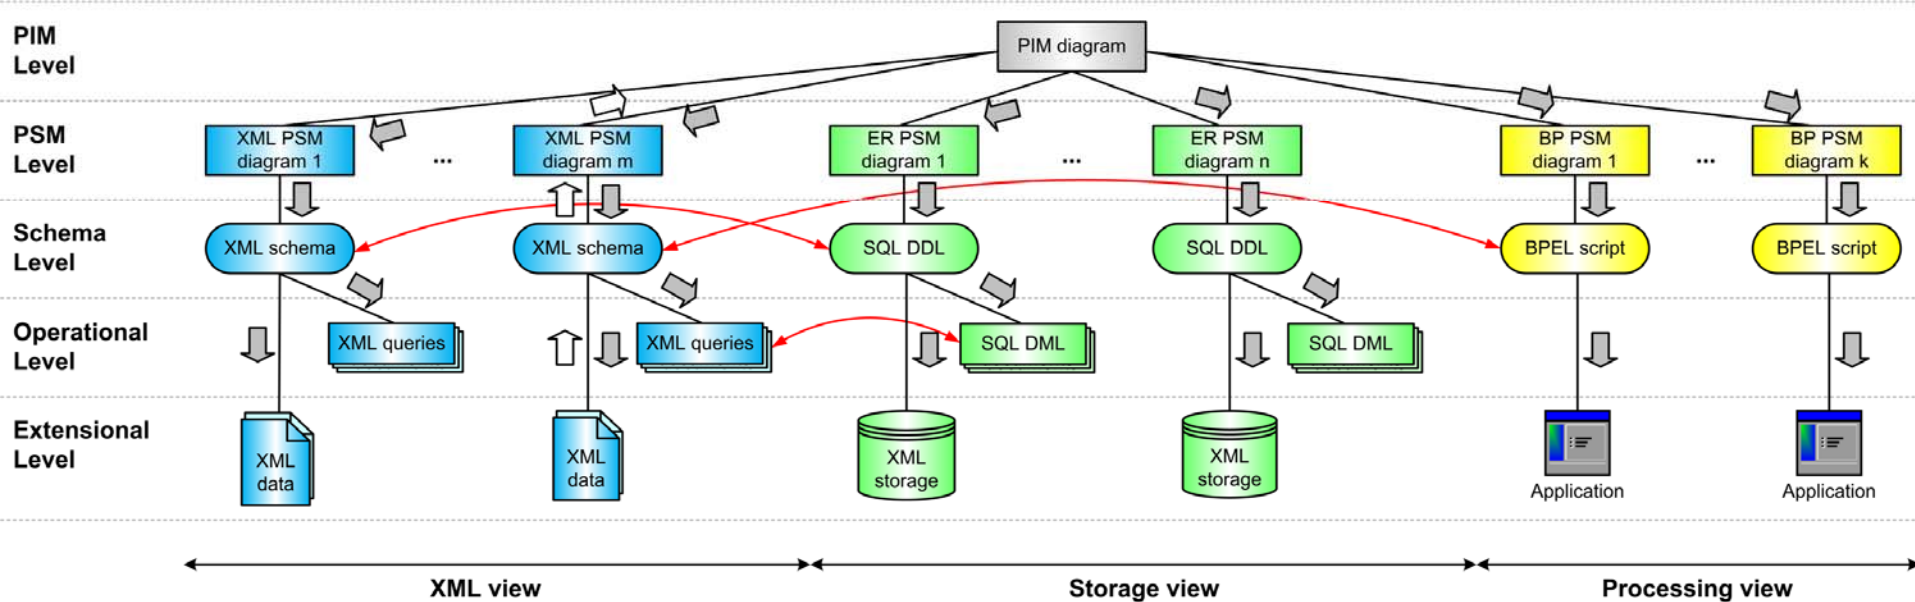 PIM
Level
PIM diagram
PSM
Level
XML PSM
diagram 1
...
XML PSM
diagram m
ER PSM
diagram 1
...
ER PSM
diagram n
BP PSM
diagram 1
...
BP PSM
diagram k
Schema
Level
XML schema
XML schema
SQL DDL
SQL DDL
BPEL script
BPEL script
Operational
Level
XML queries
XML queries
SQL DML
SQL DML
Extensional
Level
XML
data
XML
data
XML
storage
XML
storage
Application
Application
XML view
Storage view
Processing view